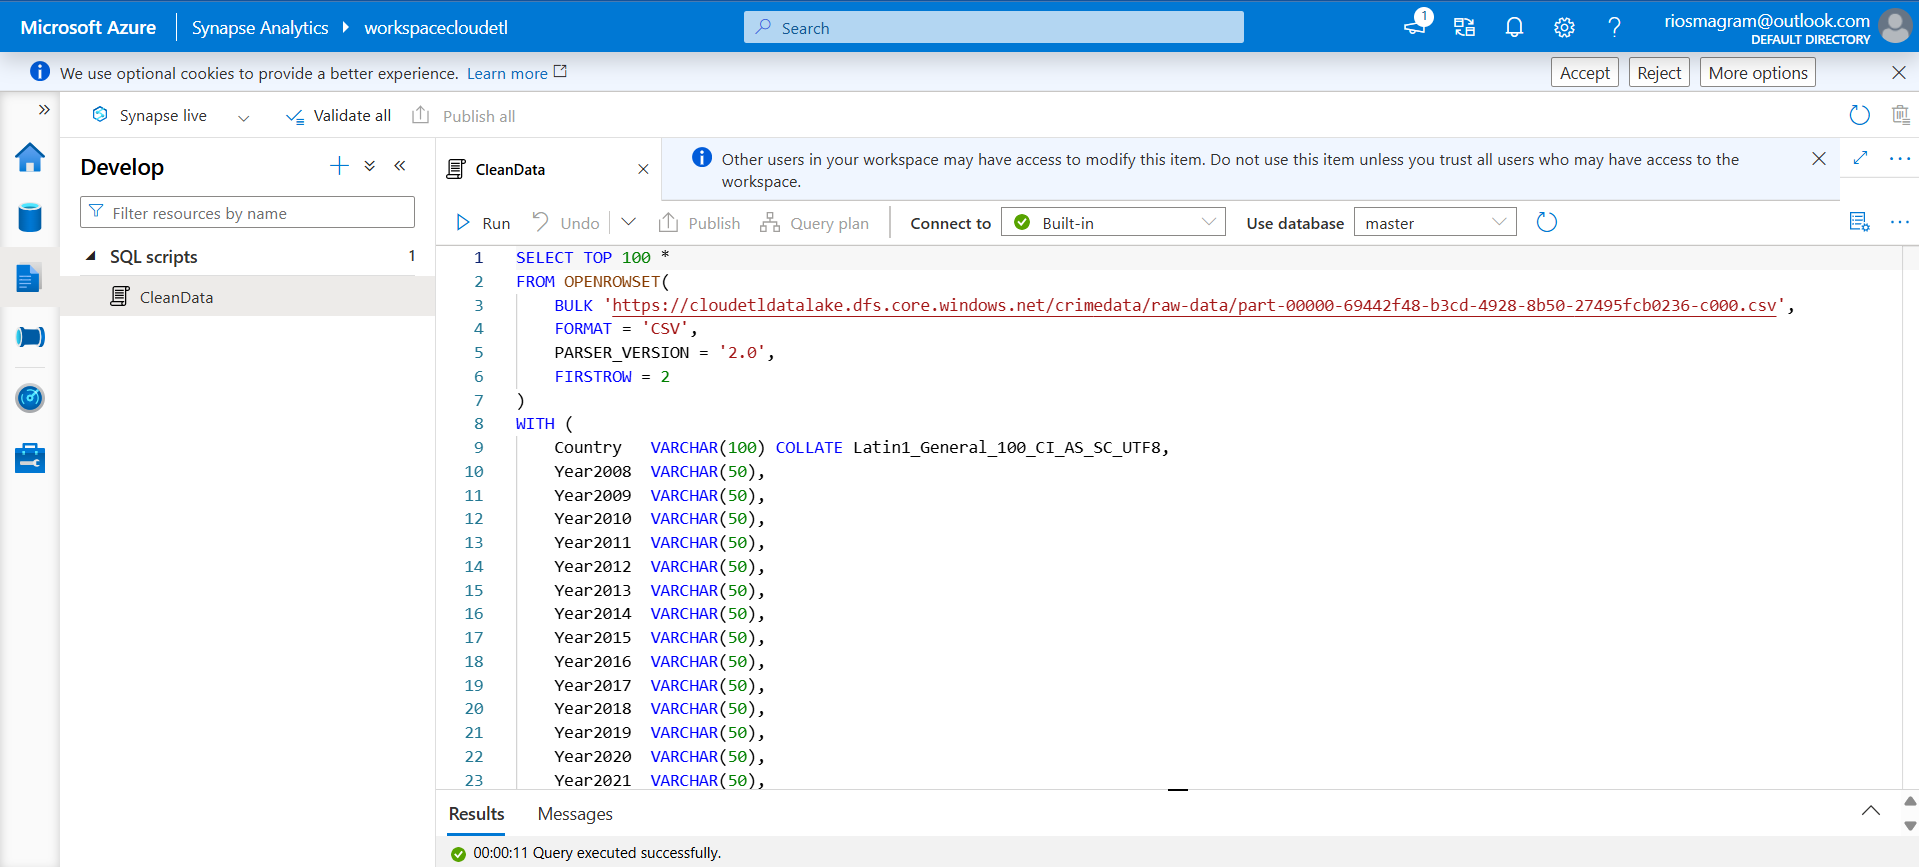 Microsoft Azure
Synapse Analytics
workspacecloudetl
Search
1
riosmagram@outlook.com
DEFAULT DIRECTORY
We use optional cookies to provide a better experience. Learn more
Accept
Reject
More options
Synapse live
Validate all
Publish all
Develop
Filter resources by name
SQL scripts
1
CleanData
CleanData
Other users in your workspace may have access to modify this item. Do not use this item unless you trust all users who may have access to the
workspace.
Run
Undo
Publish
Query plan
Connect to
Built-in
Use database
master
1 SELECT TOP 100 *
2 FROM OPENROWSET(
3 BULK 'https://cloudetldatalake.dfs.core.windows.net/crimedata/raw-data/part-00000-69442f48-b3cd-4928-8b50-27495fcb0236-c000.csv',
4 FORMAT = 'CSV',
5 PARSER_VERSION = '2.0',
6 FIRSTROW = 2
7 )
8 WITH (
9 Country VARCHAR(100) COLLATE Latin1_General_100_CI_AS_SC_UTF8,
10 Year2008 VARCHAR(50),
11 Year2009 VARCHAR(50),
12 Year2010 VARCHAR(50),
13 Year2011 VARCHAR(50),
14 Year2012 VARCHAR(50),
15 Year2013 VARCHAR(50),
16 Year2014 VARCHAR(50),
17 Year2015 VARCHAR(50),
18 Year2016 VARCHAR(50),
19 Year2017 VARCHAR(50),
20 Year2018 VARCHAR(50),
21 Year2019 VARCHAR(50),
22 Year2020 VARCHAR(50),
23 Year2021 VARCHAR(50),
Results
Messages
00:00:11 Query executed successfully.